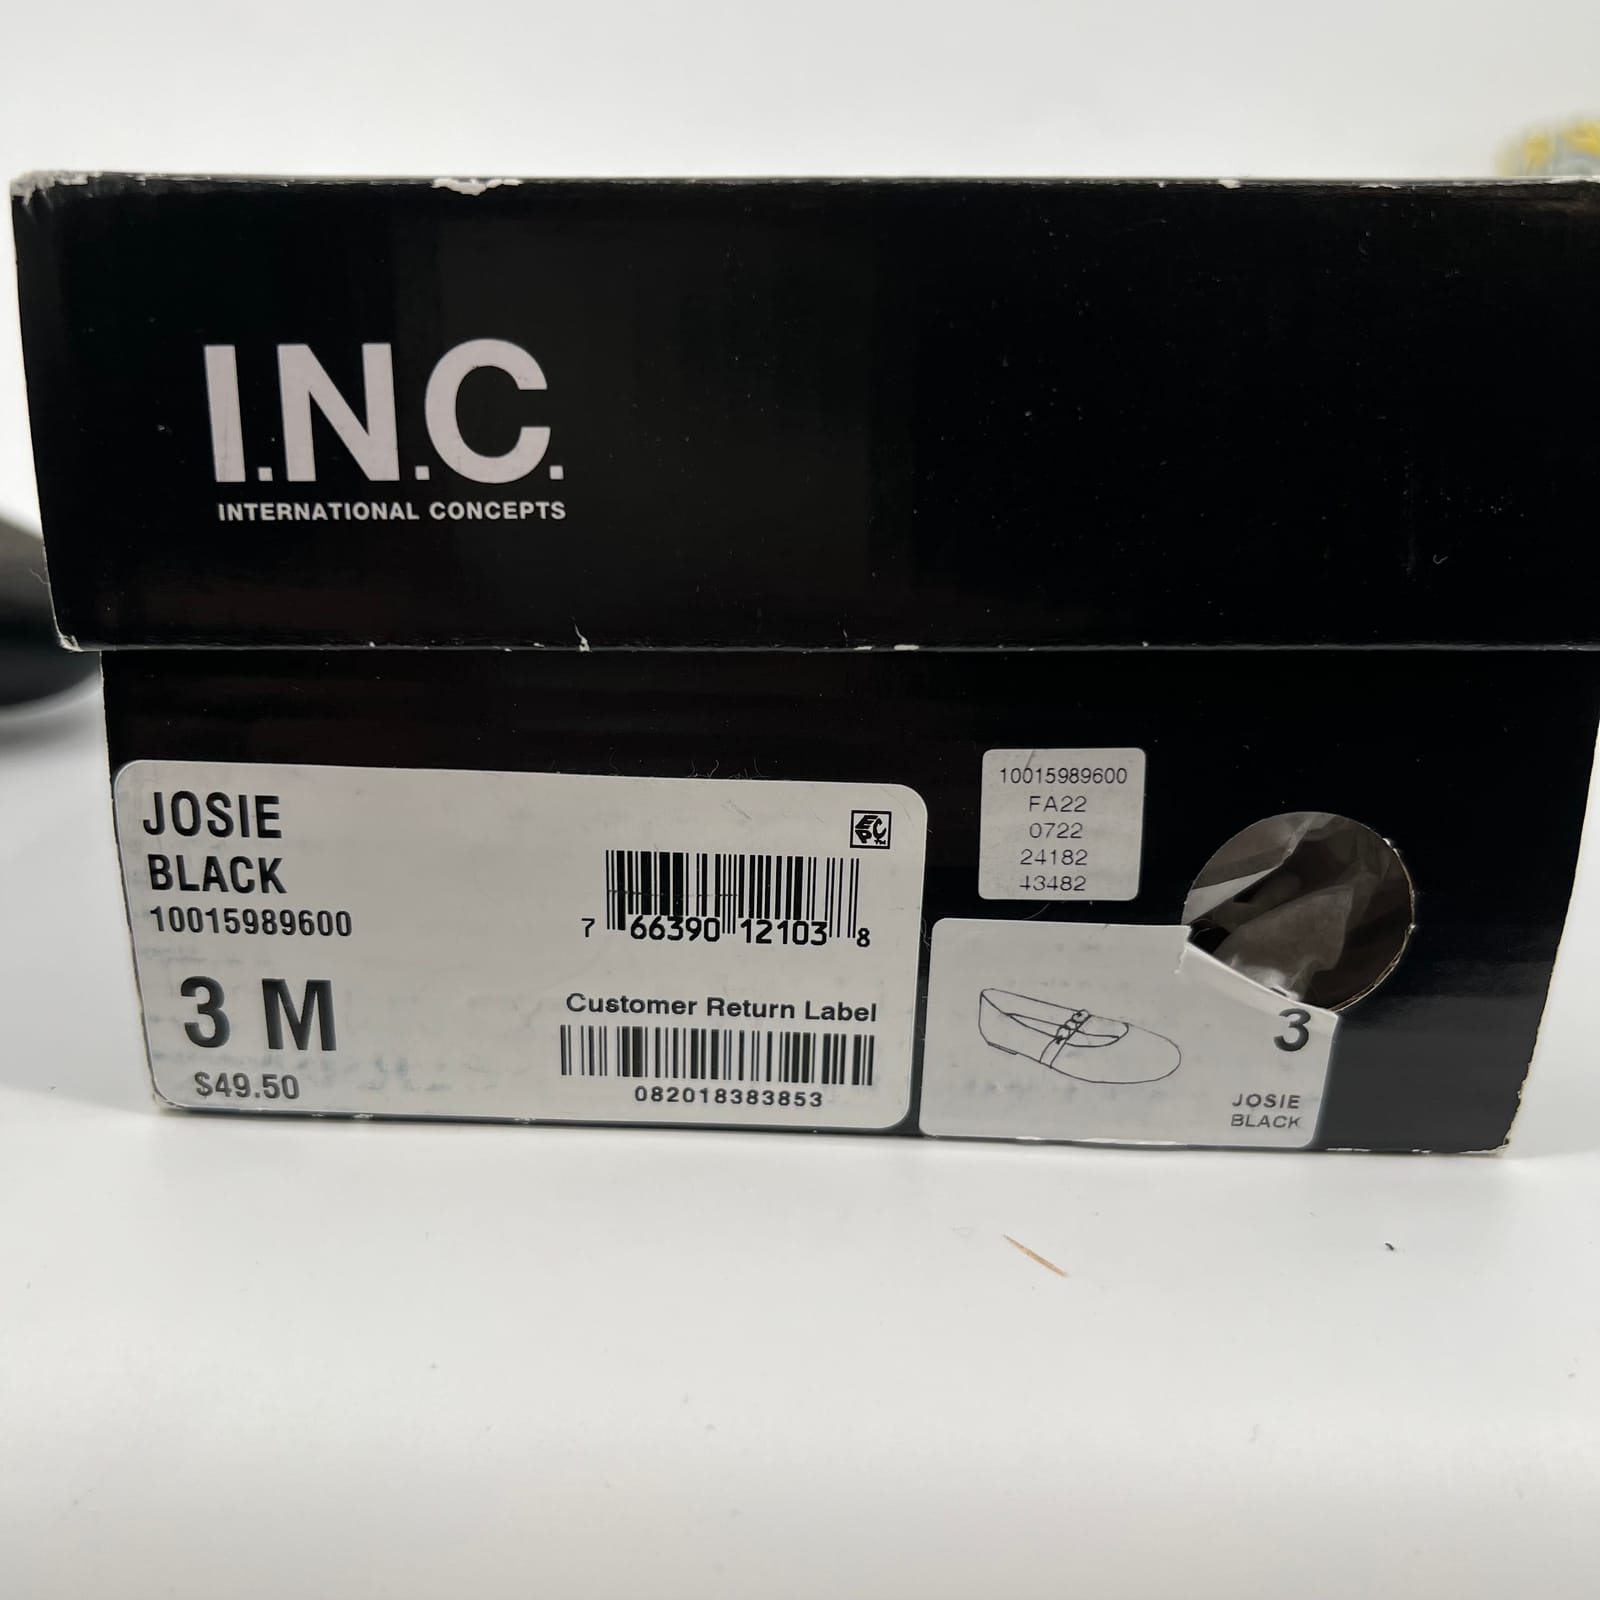 I.N.C.
INTERNATIONAL CONCEPTS
JOSIE
BLACK
10015989600
3 M
$49.50
EPC™
7 66390 12103 8
Customer Return Label
082018383853
10015989600
FA22
0722
24182
43482
3
JOSIE
BLACK